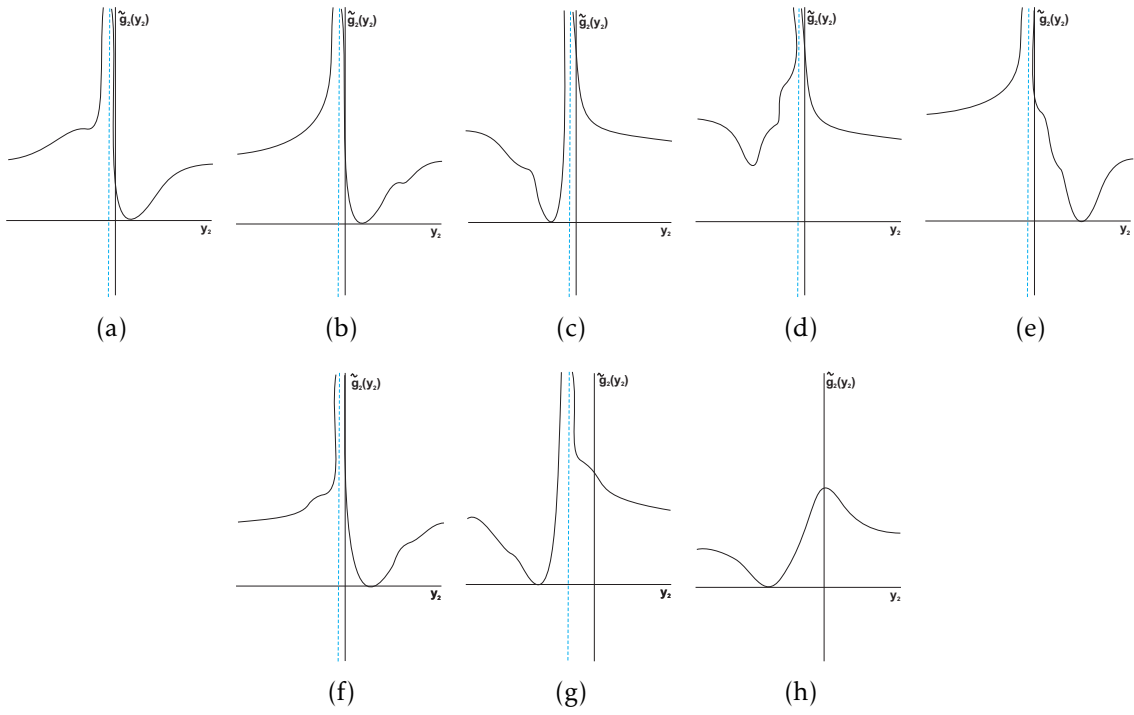 g̃₂(y₂) g̃₂(y₂) g̃₂(y₂) g̃₂(y₂) g̃₂(y₂)
y₂ y₂ y₂ y₂ y₂
(a) (b) (c) (d) (e)
g̃₂(y₂) g̃₂(y₂) g̃₂(y₂)
y₂ y₂ y₂
(f) (g) (h)